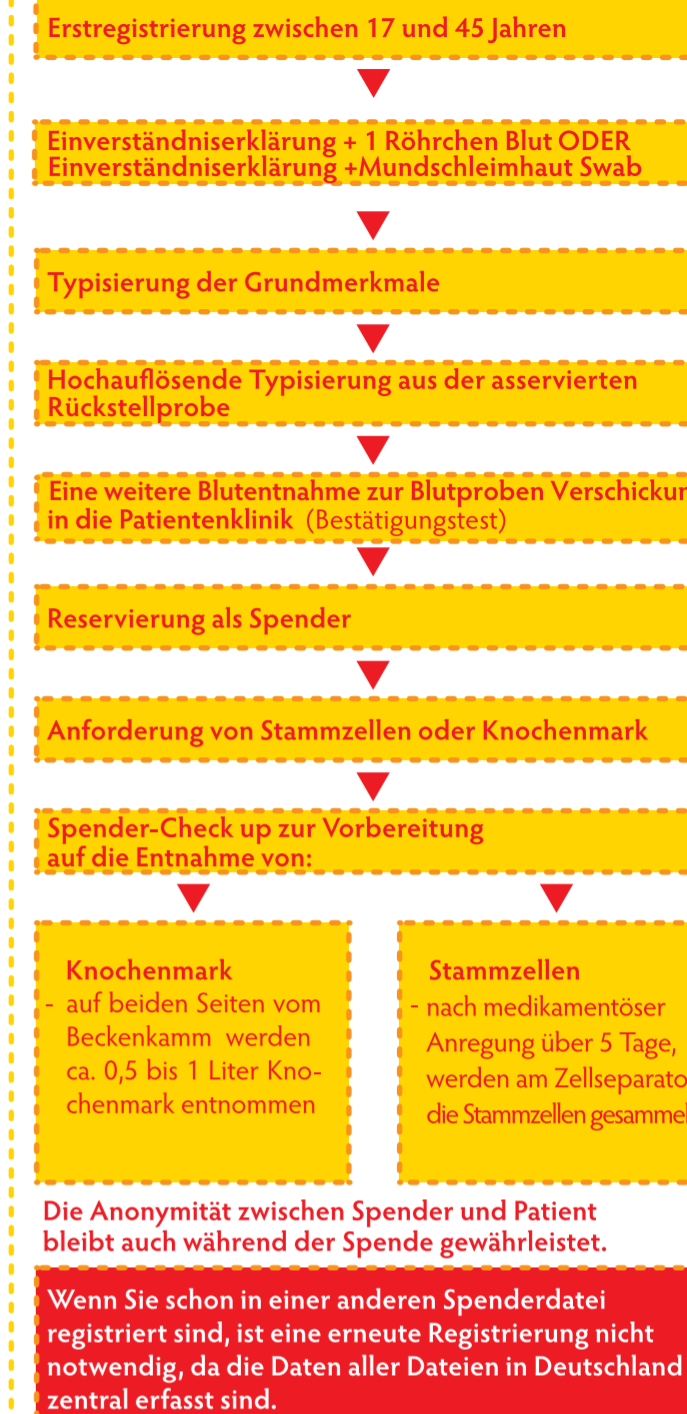 Erstregistrierung zwischen 17 und 45 Jahren
Einverständniserklärung + 1 Röhrchen Blut ODER
Einverständniserklärung +Mundschleimhaut Swab
Typisierung der Grundmerkmale
Hochauflösende Typisierung aus der asservierten
Rückstellprobe
Eine weitere Blutentnahme zur Blutproben Verschickun
in die Patientenklinik (Bestätigungstest)
Reservierung als Spender
Anforderung von Stammzellen oder Knochenmark
Spender-Check up zur Vorbereitung
auf die Entnahme von:
Knochenmark
- auf beiden Seiten vom
Beckenkamm werden
ca. 0,5 bis 1 Liter Kno-
chenmark entnommen
Stammzellen
- nach medikamentöser
Anregung über 5 Tage,
werden am Zellseparato
die Stammzellen gesammel
Die Anonymität zwischen Spender und Patient
bleibt auch während der Spende gewährleistet.
Wenn Sie schon in einer anderen Spenderdatei
registriert sind, ist eine erneute Registrierung nicht
notwendig, da die Daten aller Dateien in Deutschland
zentral erfasst sind.